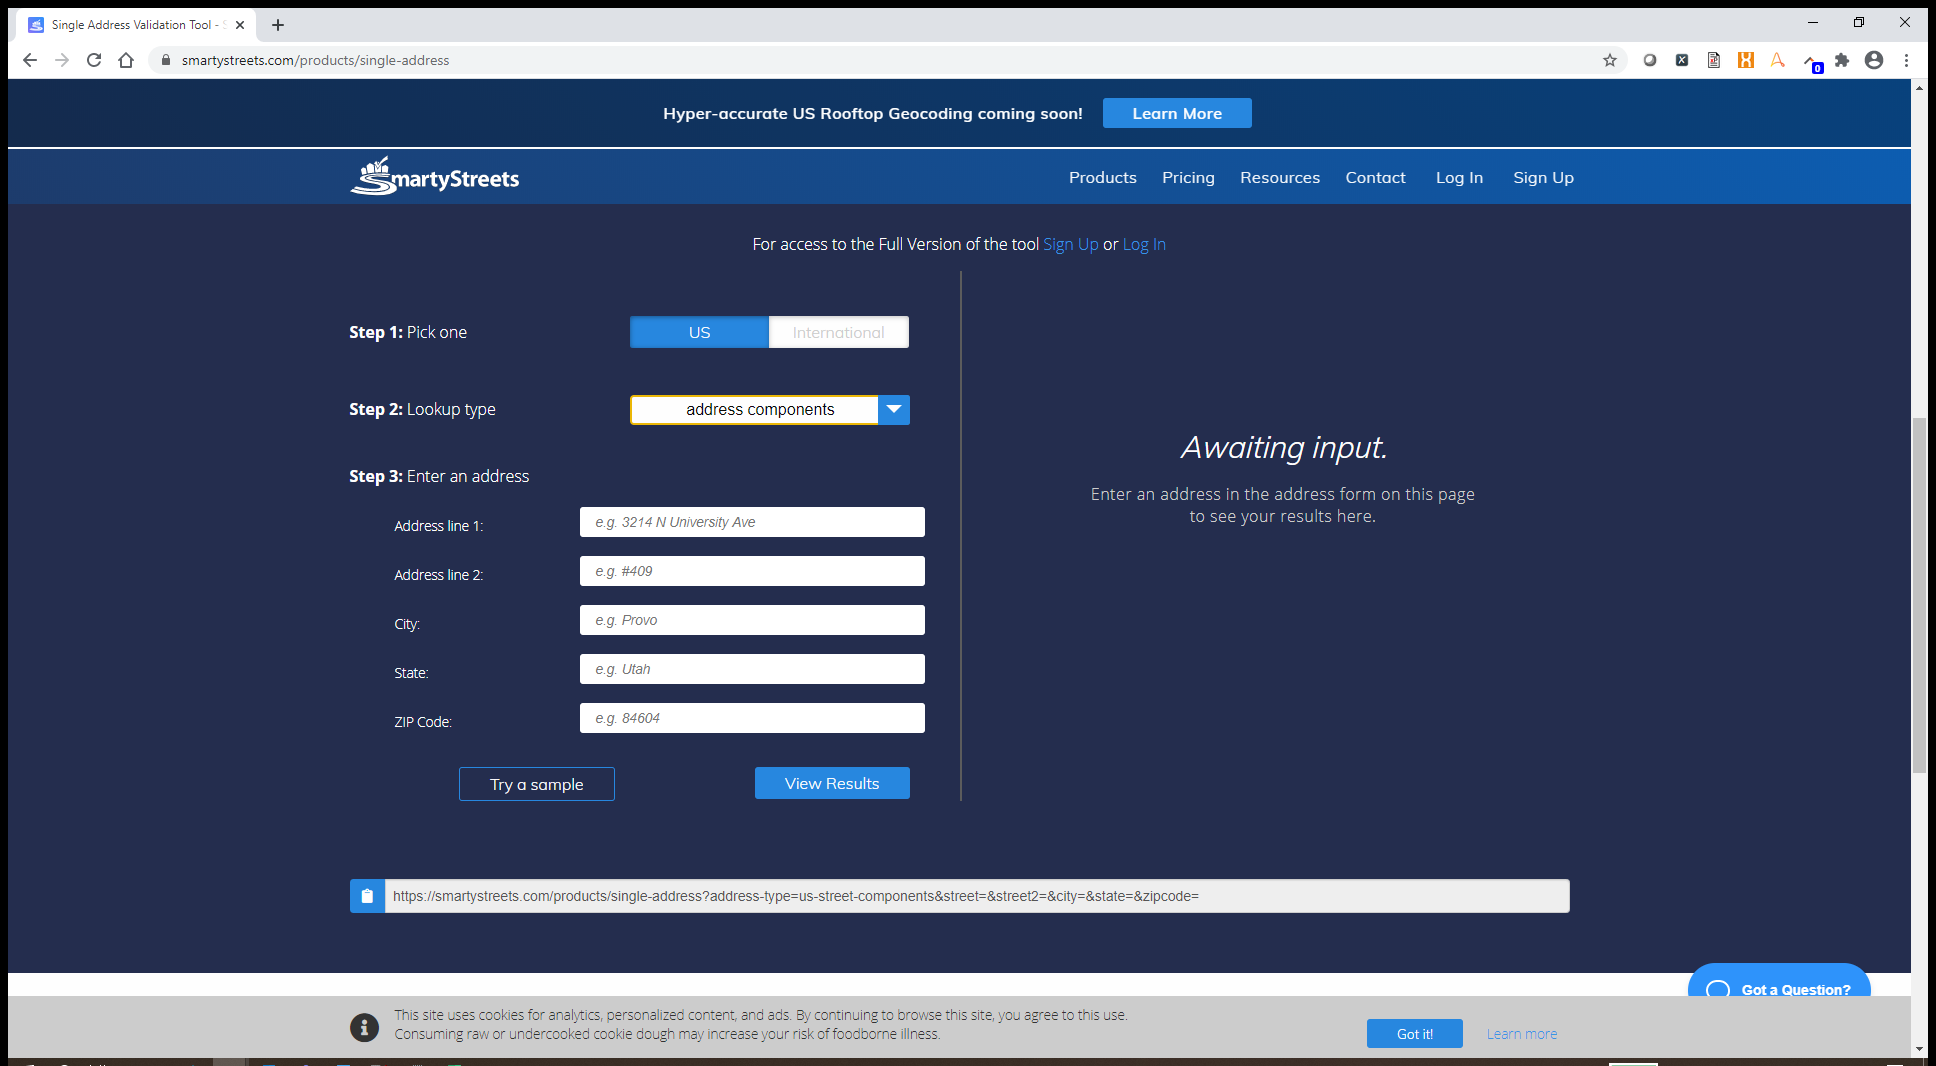 Single Address Validation Tool -
smartystreets.com/products/single-address
0
Hyper-accurate US Rooftop Geocoding coming soon!
Learn More
SmartyStreets
Products
Pricing
Resources
Contact
Log In
Sign Up
For access to the Full Version of the tool Sign Up or Log In
Step 1: Pick one
US
International
Step 2: Lookup type
address components
Step 3: Enter an address
Address line 1:
e.g. 3214 N University Ave
Address line 2:
e.g. #409
City:
e.g. Provo
State:
e.g. Utah
ZIP Code:
e.g. 84604
Try a sample
View Results
Awaiting input.
Enter an address in the address form on this page
to see your results here.
https://smartystreets.com/products/single-address?address-type=us-street-components&street=&street2=&city=&state=&zipcode=
Got a Question?
This site uses cookies for analytics, personalized content, and ads. By continuing to browse this site, you agree to this use.
Consuming raw or undercooked cookie dough may increase your risk of foodborne illness.
Got it!
Learn more